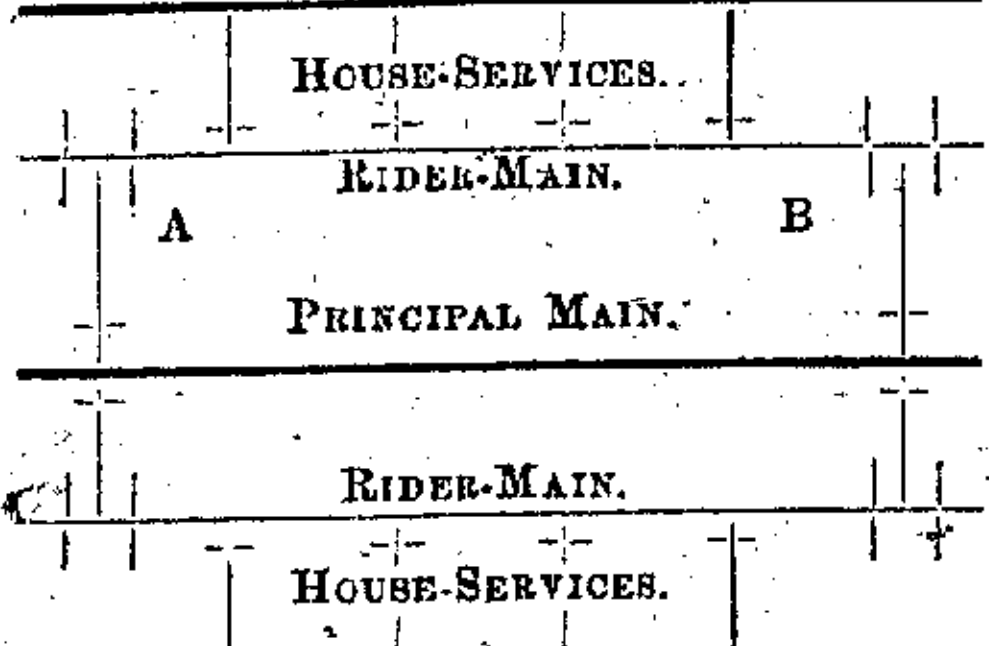 HOUSE-SERVICES.
RIDER-MAIN.
A B
PRINCIPAL MAIN.
RIDER-MAIN.
HOUSE-SERVICES.